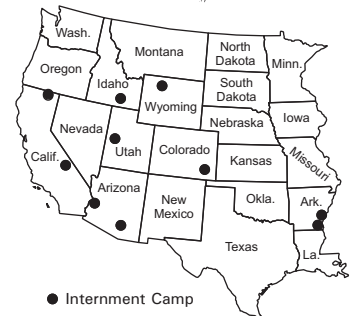 Wash.
Montana
North
Dakota
Minn.
Oregon
Idaho
South
Dakota
Wyoming
Nebraska
Iowa
Nevada
Utah
Colorado
Kansas
Missouri
Calif.
Arizona
New
Mexico
Okla.
Ark.
Texas
La.
Internment Camp